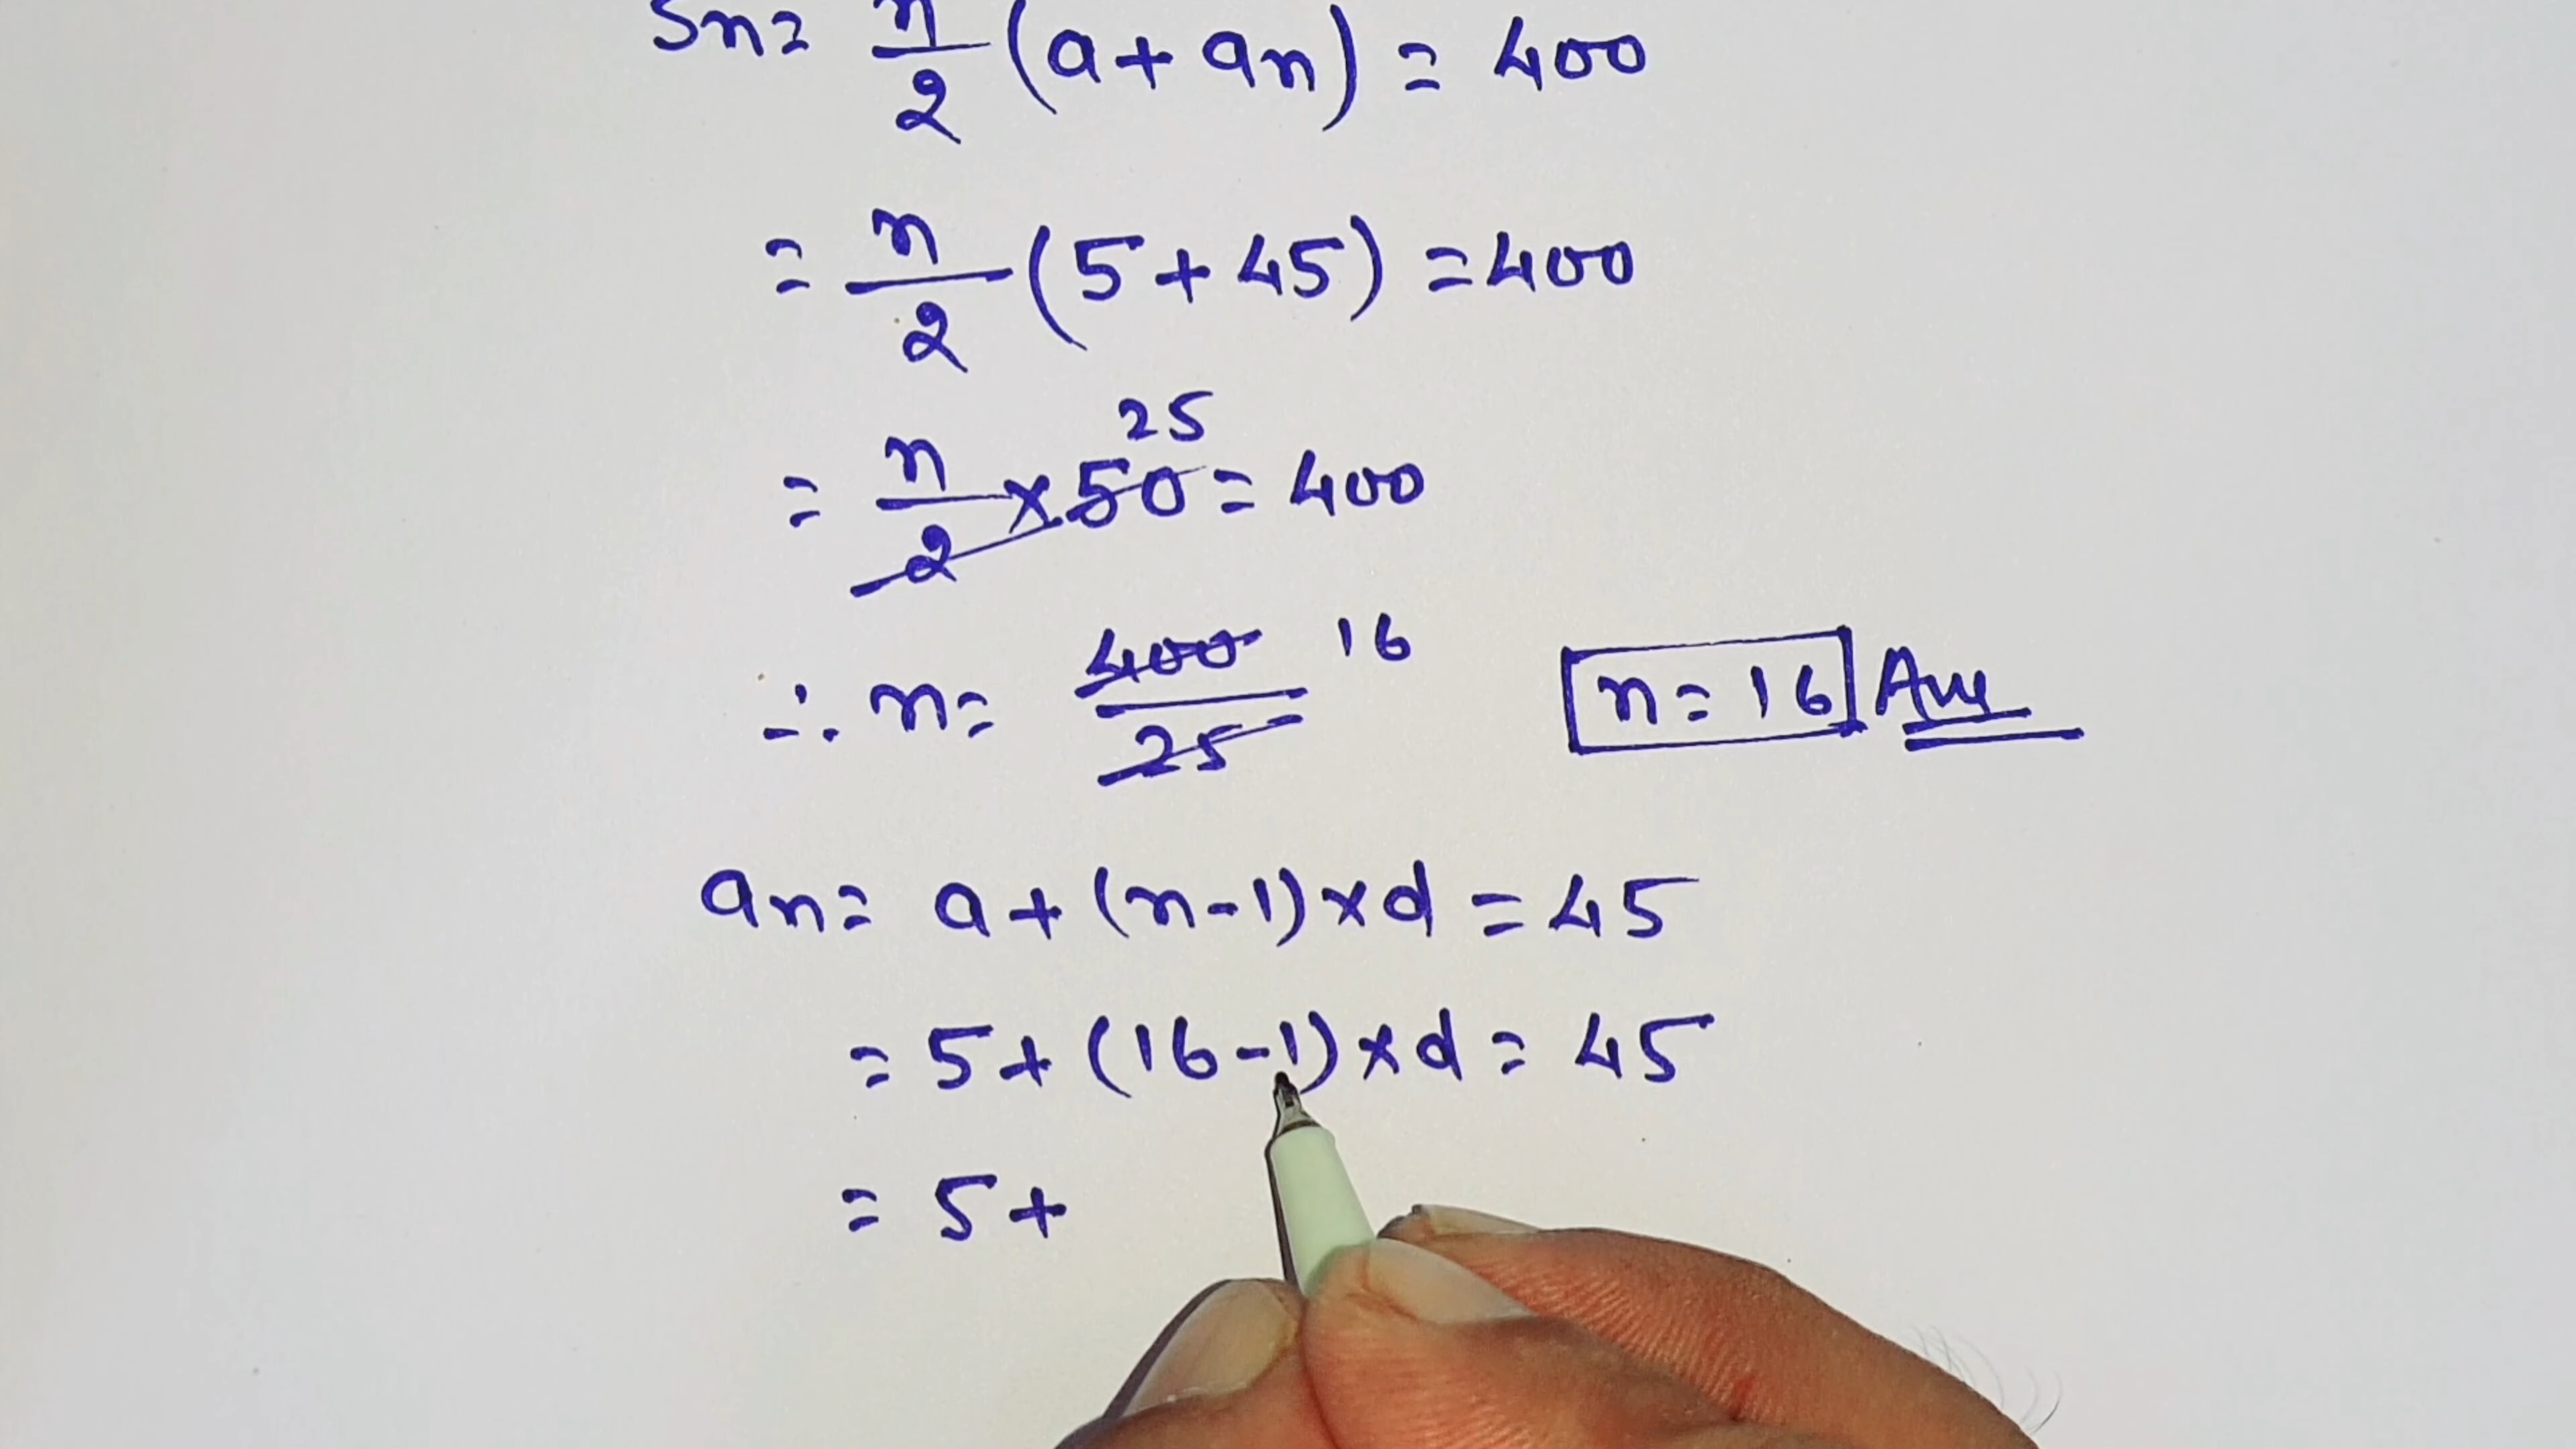 Sn = n/2 (a + an) = 400
= n/2 (5 + 45) = 400
25
= n/2 × 50 = 400
∴ n = 400/25 16
n = 16 Ans
an = a + (n - 1) × d = 45
= 5 + (16 - 1) × d = 45
= 5 +